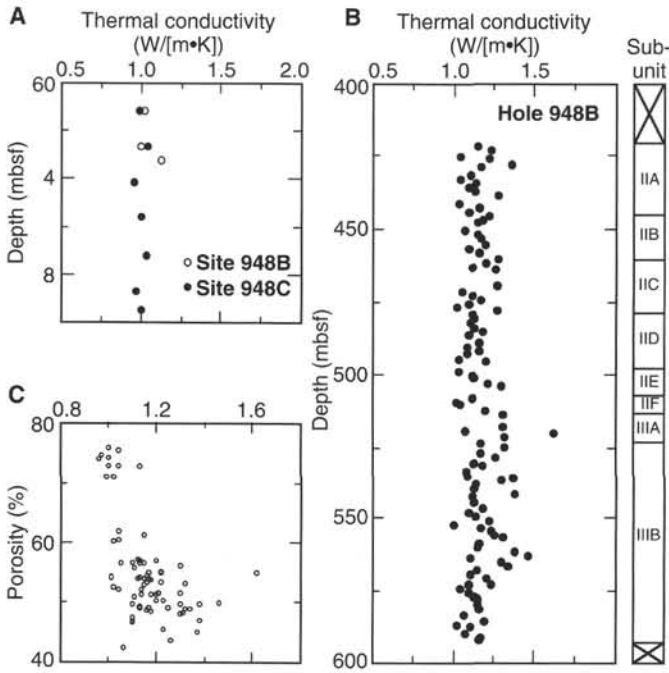 A
Thermal conductivity
(W/[m•K])
0.5 1.0 1.5 2.0
60
4
8
Depth (mbsf)
Site 948B
Site 948C
B
Thermal conductivity
(W/[m•K])
0.5 1.0 1.5
Hole 948B
400
450
500
550
600
Depth (mbsf)
Sub-
unit
IIA
IIB
IIC
IID
IIE
IIF
IIIA
IIIB
C
0.8 1.2 1.6
80
60
40
Porosity (%)